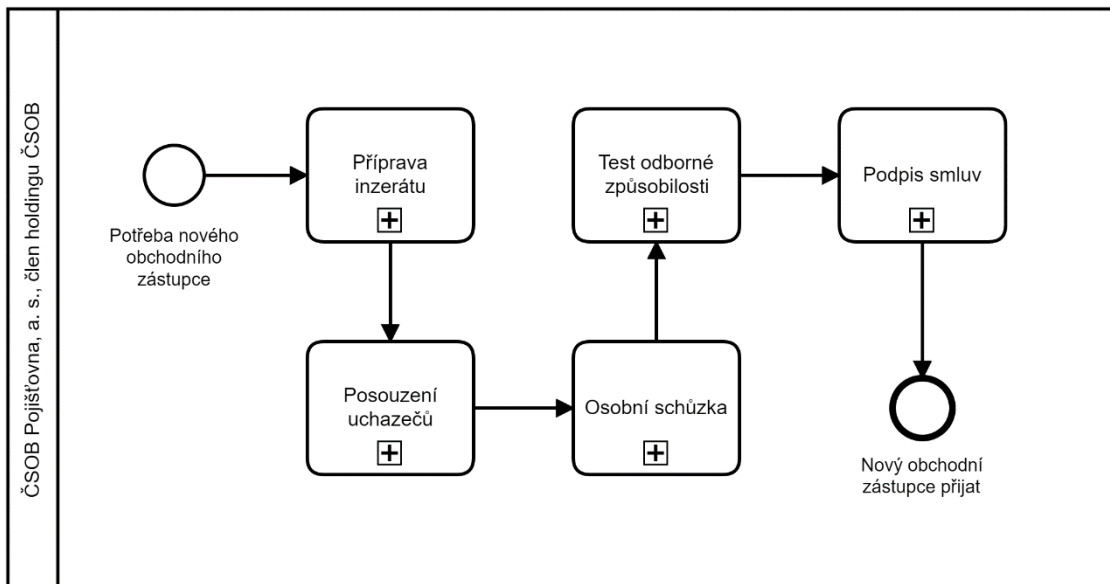 ČSOB Pojišťovna, a. s., člen holdingu ČSOB
Potřeba nového
obchodního
zástupce
Příprava
inzerátu
Posouzení
uchazečů
Osobní schůzka
Test odborné
způsobilosti
Podpis smluv
Nový obchodní
zástupce přijat